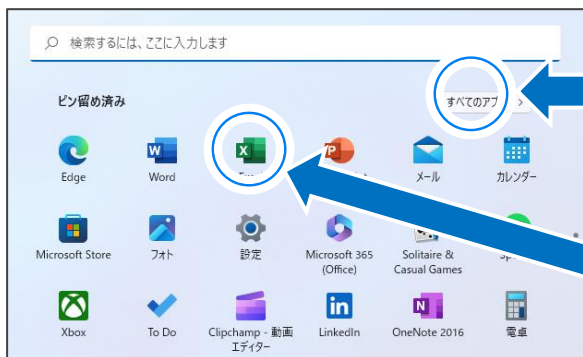 検索するには、ここに入力します
ピン留め済み
すべてのアプ >
Edge
Word
メール
カレンダー
Microsoft Store
フォト
設定
Microsoft 365
(Office)
Solitaire &
Casual Games
Xbox
To Do
Clipchamp - 動画
エディター
LinkedIn
OneNote 2016
電卓